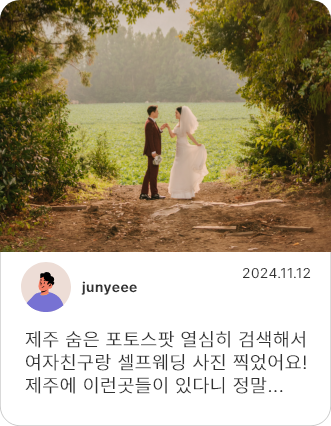 2024.11.12
junyeee
제주 숨은 포토스팟 열심히 검색해서
여자친구랑 셀프웨딩 사진 찍었어요!
제주에 이런곳들이 있다니 정말...